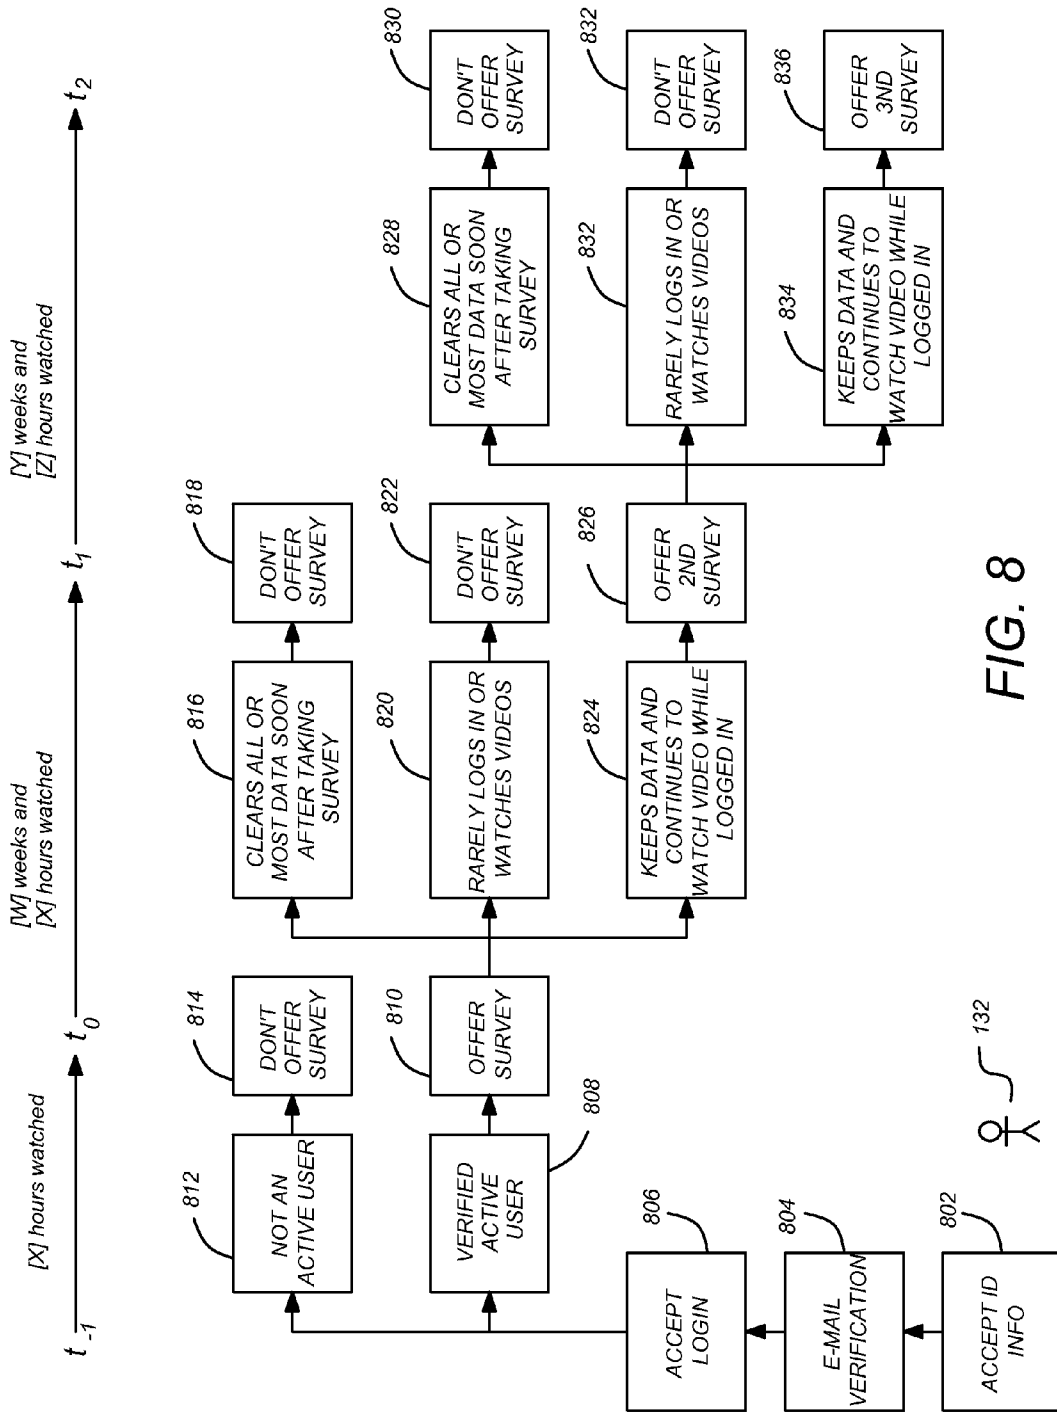 [X] hours watched
[W] weeks and
[X] hours watched
[Y] weeks and
[Z] hours watched
t-1
t0
t1
t2
812
NOT AN
ACTIVE USER
814
DON'T
OFFER
SURVEY
816
CLEARS ALL OR
MOST DATA SOON
AFTER TAKING
SURVEY
818
DON'T
OFFER
SURVEY
VERIFIED
ACTIVE
USER
808
810
OFFER
SURVEY
820
RARELY LOGS IN OR
WATCHES VIDEOS
822
DON'T
OFFER
SURVEY
828
CLEARS ALL OR
MOST DATA SOON
AFTER TAKING
SURVEY
830
DON'T
OFFER
SURVEY
806
ACCEPT
LOGIN
824
KEEPS DATA AND
CONTINUES TO
WATCH VIDEO WHILE
LOGGED IN
826
OFFER
2ND
SURVEY
832
RARELY LOGS IN OR
WATCHES VIDEOS
832
DON'T
OFFER
SURVEY
804
E-MAIL
VERIFICATION
834
KEEPS DATA AND
CONTINUES TO
WATCH VIDEO WHILE
LOGGED IN
836
OFFER
3ND
SURVEY
802
ACCEPT ID
INFO
132
FIG. 8